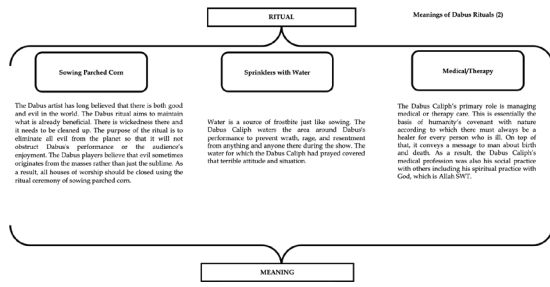 RITUAL
Meanings of Dabus Rituals (2)
Sowing Parched Corn
The Dabus artist has long believed that there is both good
and evil in the world. The Dabus ritual aims to maintain
what is already beneficial. There is wickedness there and
it needs to be cleaned up. The purpose of the ritual is to
eliminate all evil from the planet so that it will not
obstruct Dabus's performance or the audience's
enjoyment. The Dabus players believe that evil sometimes
originates from the masses rather than just the sublime. As
a result, all houses of worship should be closed using the
ritual ceremony of sowing parched corn.
Sprinklers with Water
Water is a source of frostbite just like sowing. The
Dabus Caliph waters the area around Dabus's
performance to prevent wrath, rage, and resentment
from anything and anyone there during the show. The
water for which the Dabus Caliph had prayed covered
that terrible attitude and situation.
Medical/Therapy
The Dabus Caliph's primary role is managing
medical or therapy care. This is essentially the
basis of humanity's covenant with nature
according to which there must always be a
healer for every person who is ill. On top of
that, it conveys a message to man about birth
and death. As a result, the Dabus Caliph's
medical profession was also his social practice
with others including his spiritual practice with
God, which is Allah SWT.
MEANING